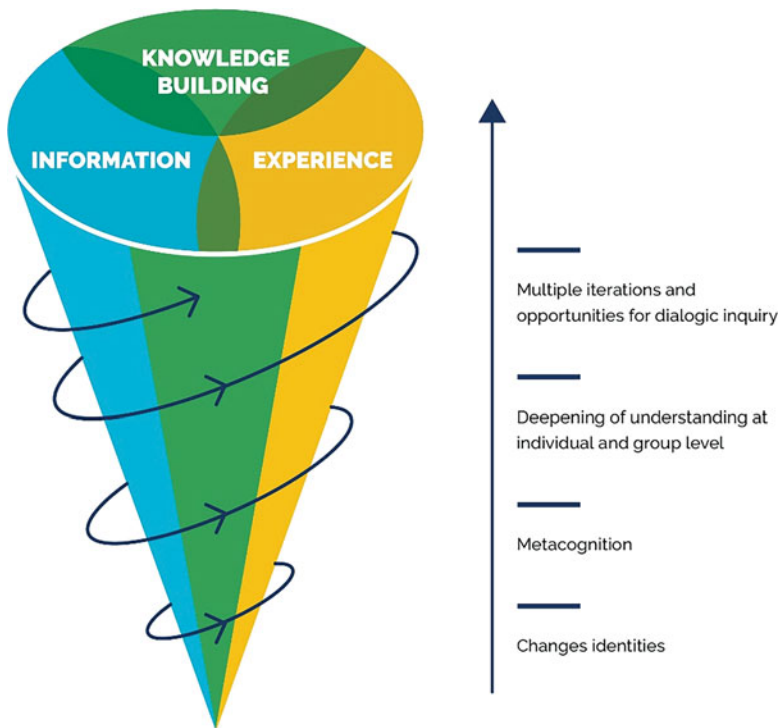 KNOWLEDGE
BUILDING
INFORMATION
EXPERIENCE
Multiple iterations and
opportunities for dialogic inquiry
Deepening of understanding at
individual and group level
Metacognition
Changes identities